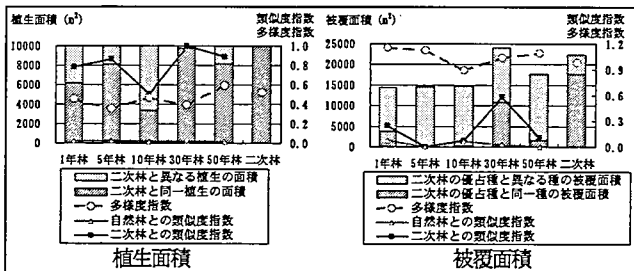 植生面積 (m²)
類似度指数
多様度指数
10000
8000
6000
4000
2000
0
1.0
0.8
0.6
0.4
0.2
0.0
1年林 5年林 10年林 30年林 50年林 二次林
二次林と異なる植生の面積
二次林と同一植生の面積
多様度指数
自然林との類似度指数
二次林との類似度指数
植生面積
被覆面積 (m²)
類似度指数
多様度指数
25000
20000
15000
10000
5000
0
1.2
0.9
0.6
0.3
0.0
1年林 5年林 10年林 30年林 50年林 二次林
二次林の優占種と異なる種の被覆面積
二次林の優占種と同一種の被覆面積
多様度指数
自然林との類似度指数
二次林との類似度指数
被覆面積